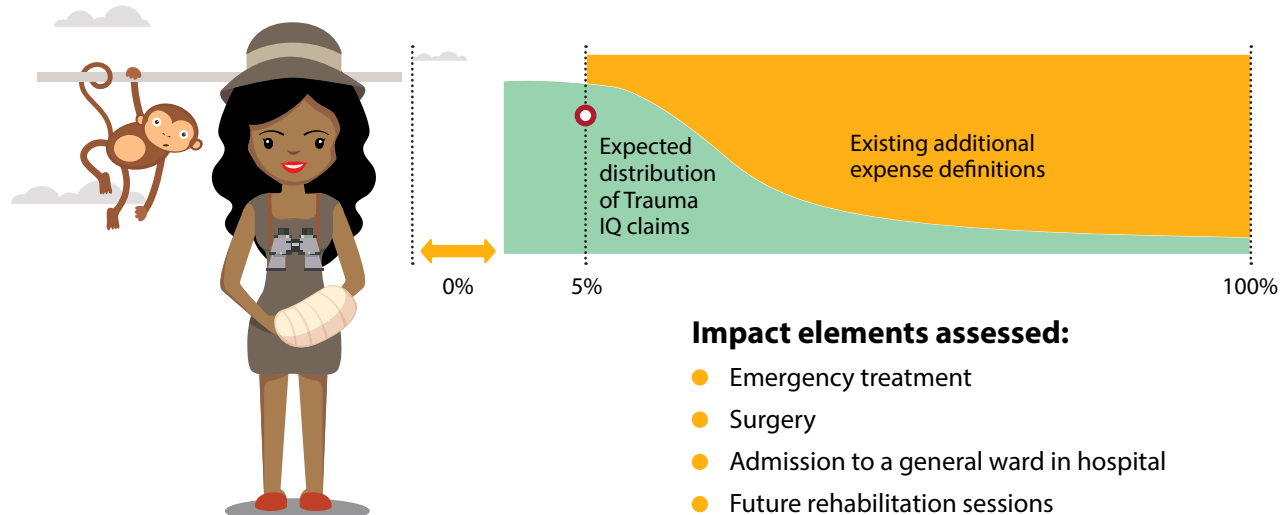 Expected
distribution
of Trauma
IQ claims
Existing additional
expense definitions
0%
5%
100%
Impact elements assessed:
Emergency treatment
Surgery
Admission to a general ward in hospital
Future rehabilitation sessions